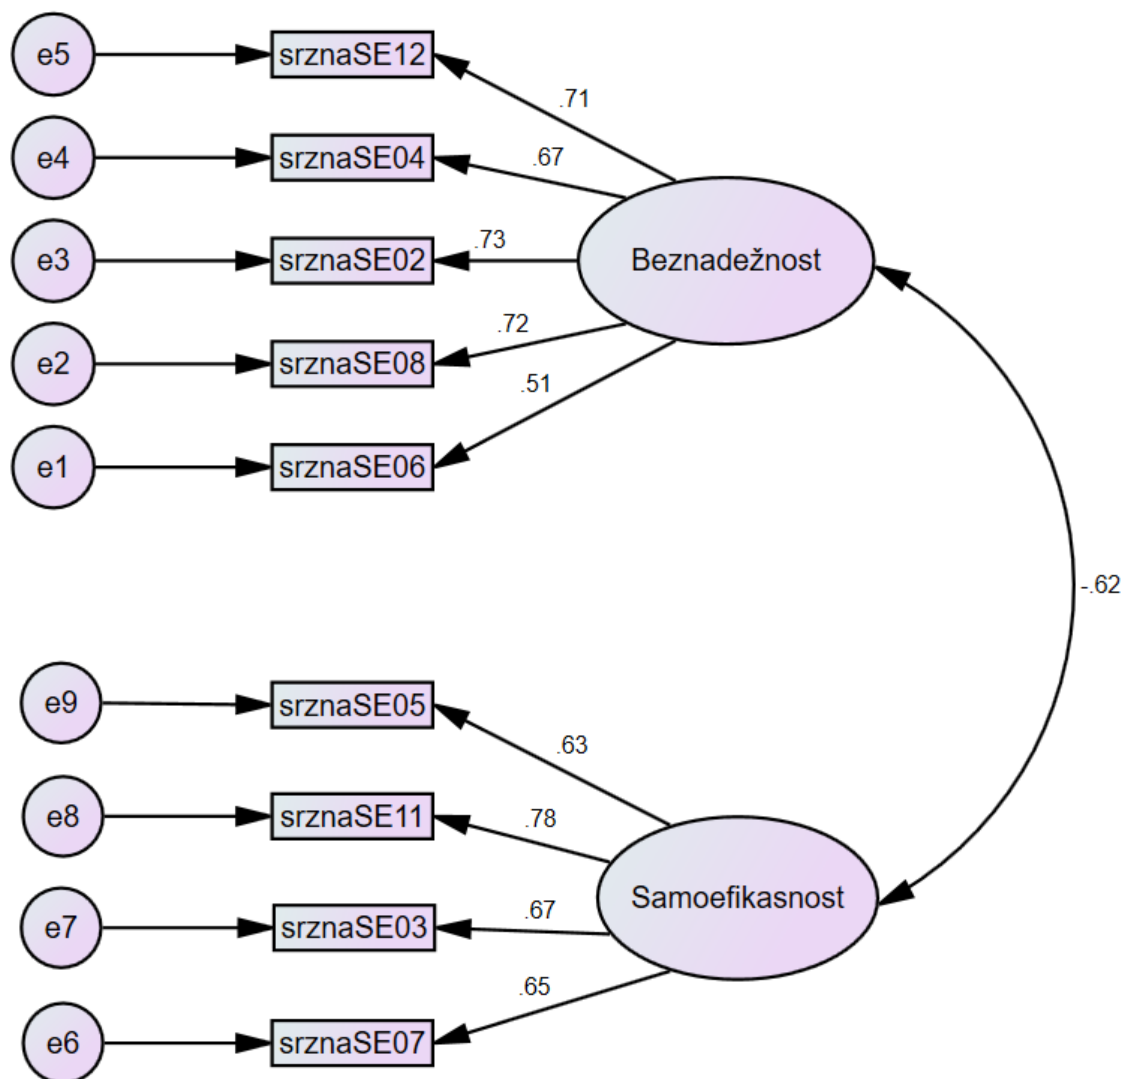 e5
srznaSE12
.71
e4
srznaSE04
.67
e3
srznaSE02
.73
Beznadežnost
e2
srznaSE08
.72
e1
srznaSE06
.51
-.62
e9
srznaSE05
.63
e8
srznaSE11
.78
e7
srznaSE03
.67
Samoefikasnost
e6
srznaSE07
.65